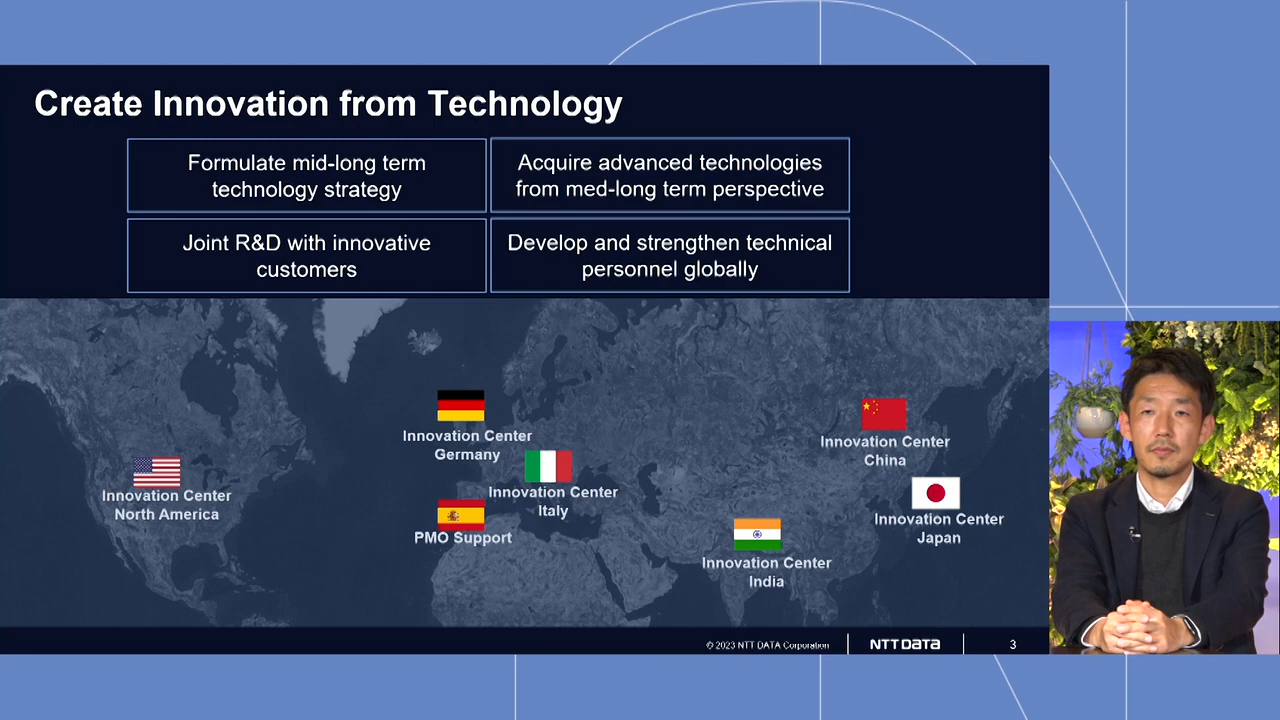 Create Innovation from Technology
Formulate mid-long term
technology strategy
Acquire advanced technologies
from med-long term perspective
Joint R&D with innovative
customers
Develop and strengthen technical
personnel globally
Innovation Center
Germany
Innovation Center
China
Innovation Center
North America
Innovation Center
Italy
Innovation Center
Japan
PMO Support
Innovation Center
India
© 2023 NTT DATA Corporation
NTT DATA
3